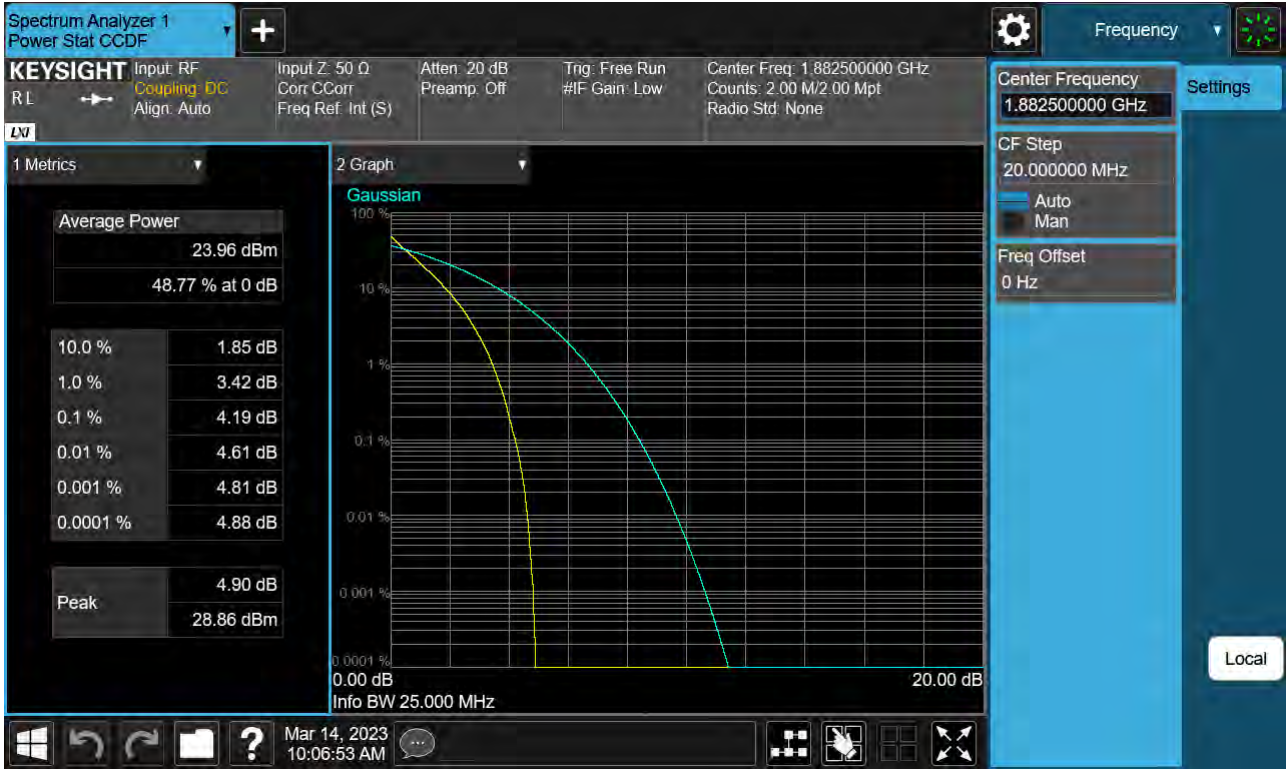 Spectrum Analyzer 1
Power Stat CCDF
+
Frequency
KEYSIGHT
R L
LXI
Input: RF
Coupling: DC
Align: Auto
Input Z: 50 Ω
Corr CCorr
Freq Ref: Int (S)
Atten: 20 dB
Preamp: Off
Trig: Free Run
#IF Gain: Low
Center Freq: 1.882500000 GHz
Counts: 2.00 M/2.00 Mpt
Radio Std: None
Center Frequency
1.882500000 GHz
Settings
CF Step
20.000000 MHz
Auto
Man
Freq Offset
0 Hz
1 Metrics
Average Power
23.96 dBm
48.77 % at 0 dB
10.0 % 1.85 dB
1.0 % 3.42 dB
0.1 % 4.19 dB
0.01 % 4.61 dB
0.001 % 4.81 dB
0.0001 % 4.88 dB
Peak 4.90 dB
28.86 dBm
2 Graph
Gaussian
100 %
10 %
1 %
0.1 %
0.01 %
0.001 %
0.0001 %
0.00 dB 20.00 dB
Info BW 25.000 MHz
Local
?
Mar 14, 2023
10:06:53 AM